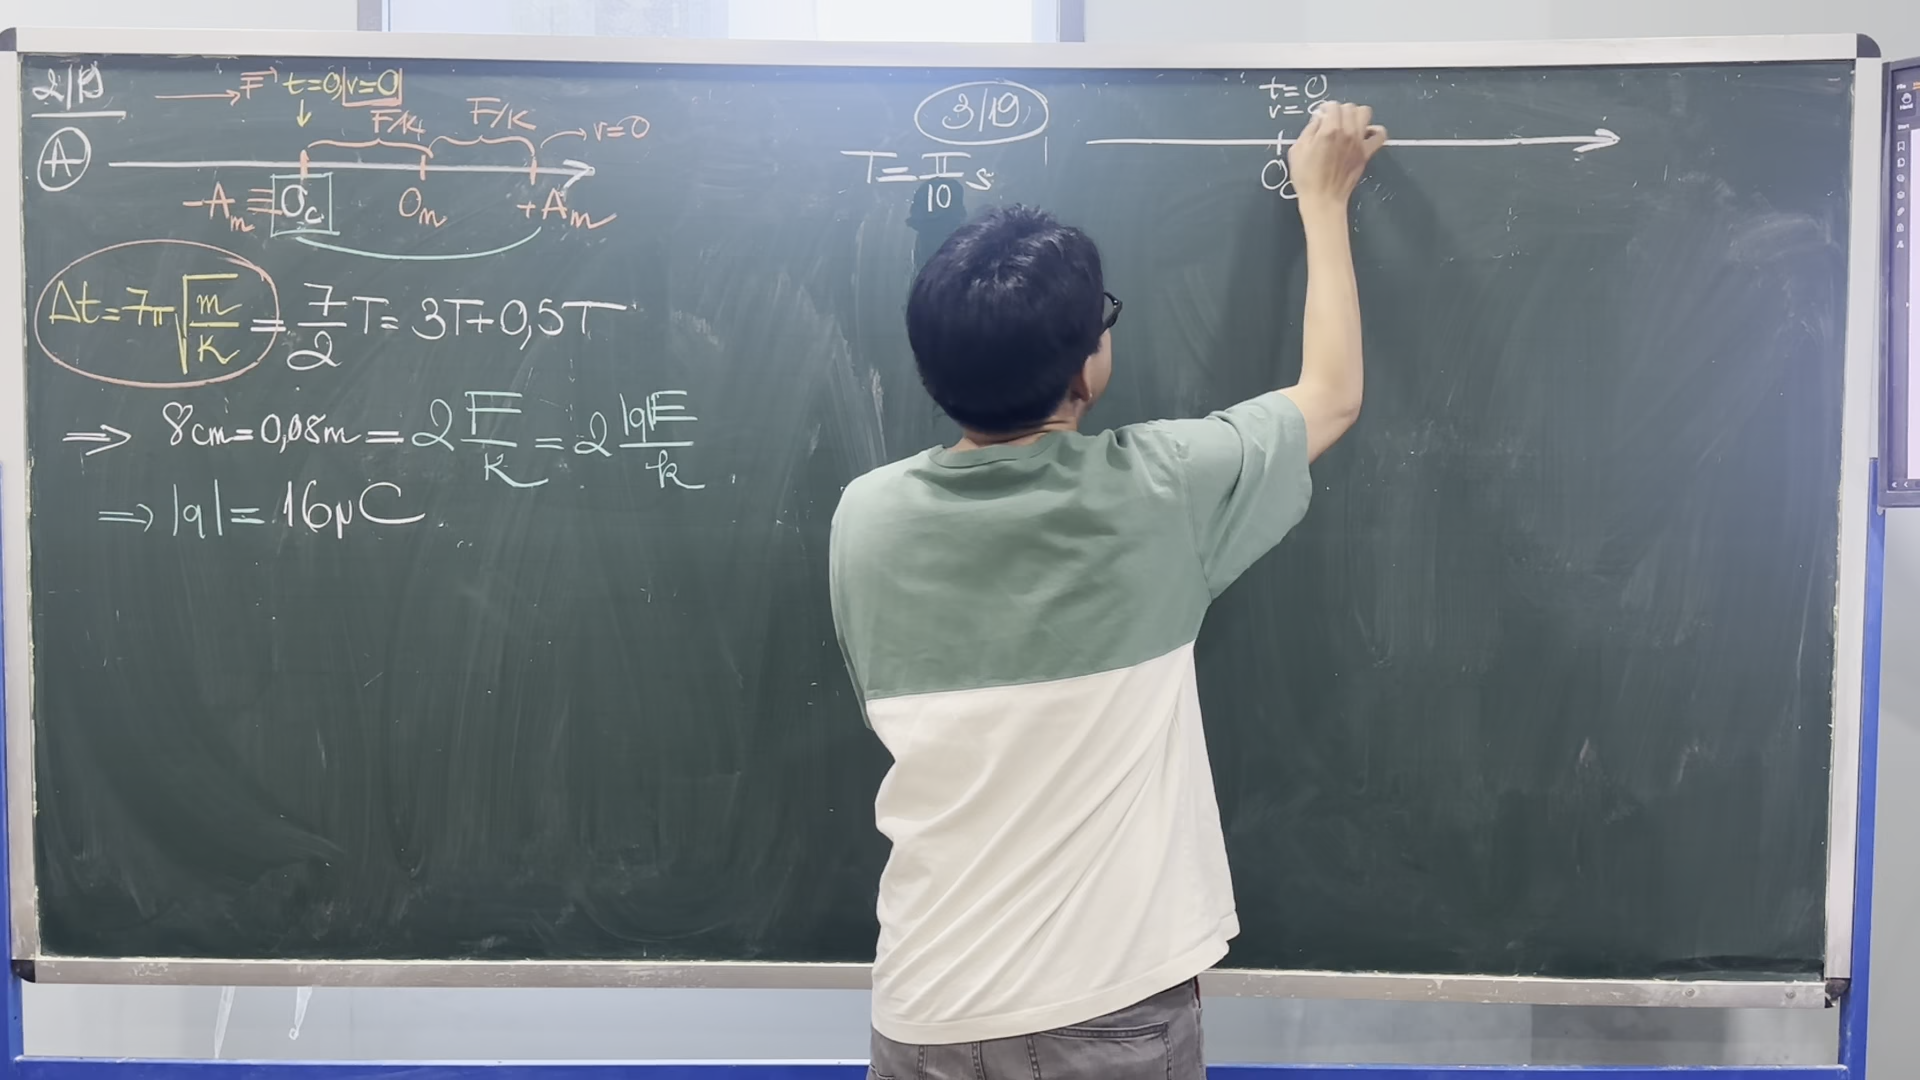 2/19
F→ t=0, v=0
F/K F/K v=0
A
-Am ≡ Oc Om +Am
Δt=7π√(m/K) = 7/2 T = 3T+0,5T
⇒ 8cm=0,08m = 2 F/K = 2 |q|E/k
⇒ |q| = 16μC
3/19
T = π/10 s
t=0
v=